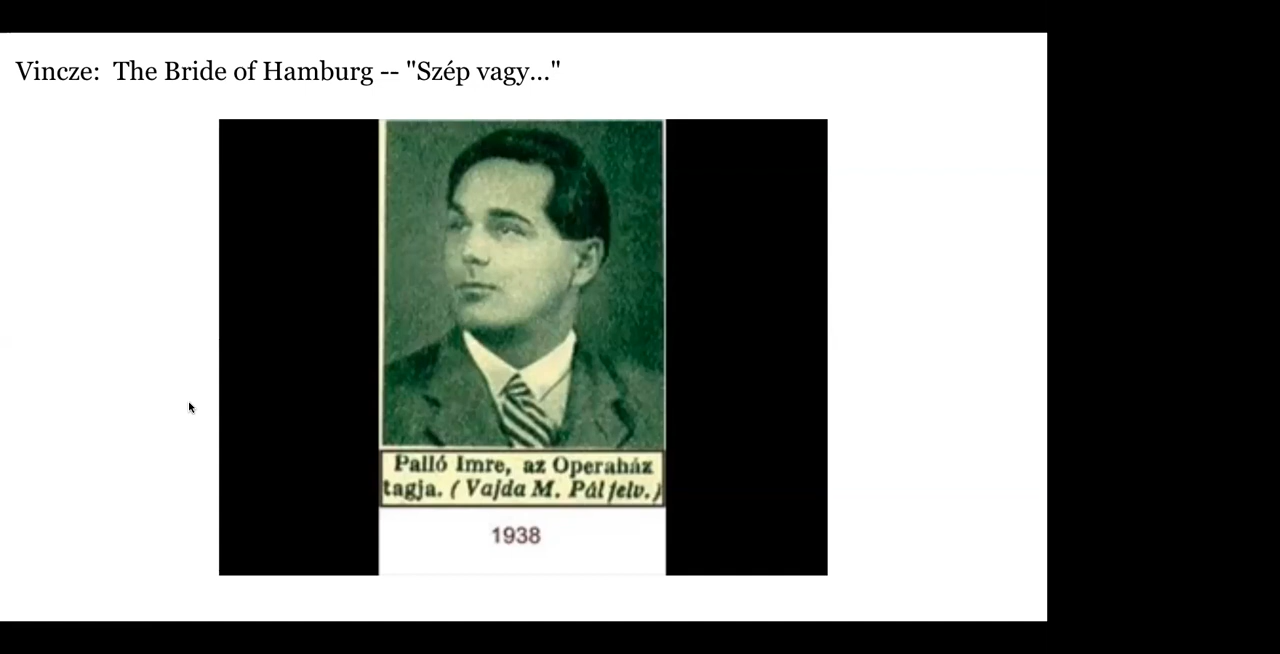 Vincze:  The Bride of Hamburg -- "Szép vagy..."
Palló Imre, az Operaház
tagja. (Vajda M. Pál felv.)
1938